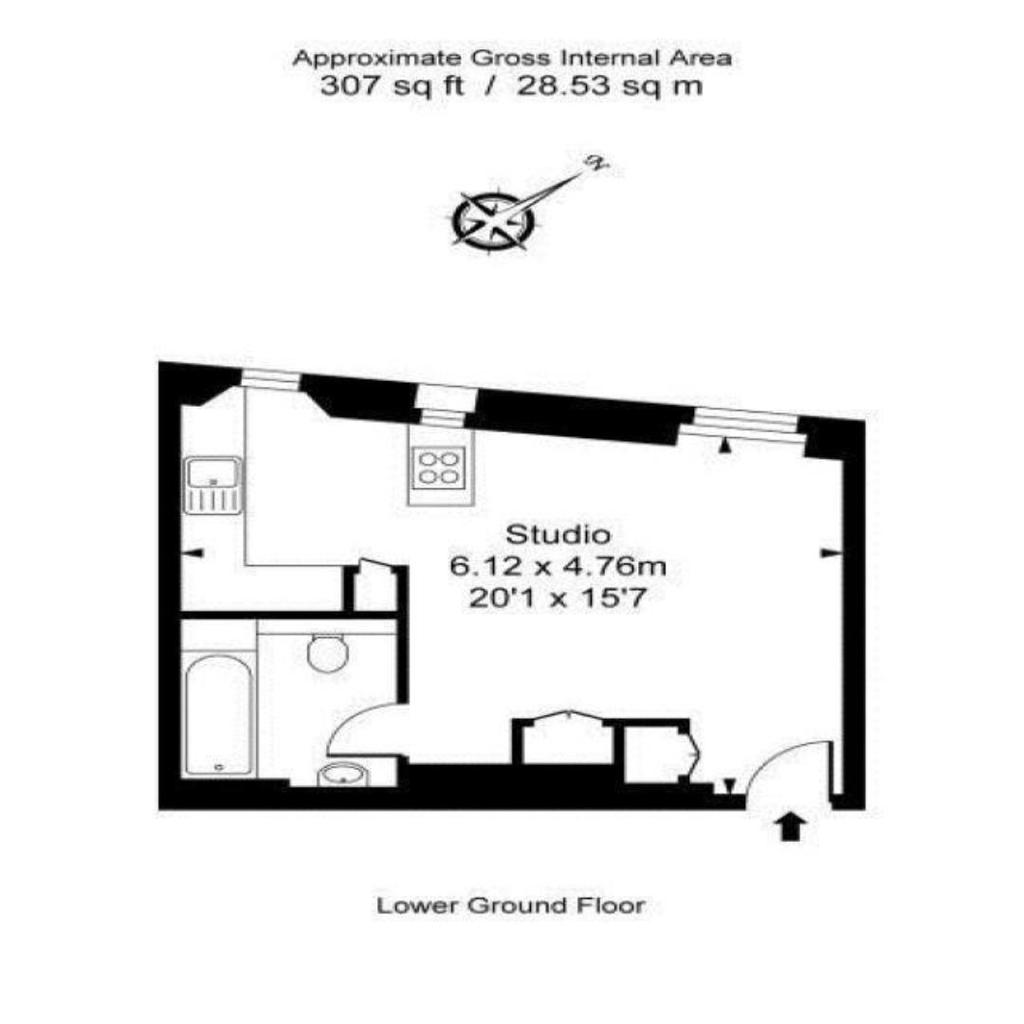 Approximate Gross Internal Area
307 sq ft / 28.53 sq m
N
Studio
6.12 x 4.76m
20'1 x 15'7
Lower Ground Floor